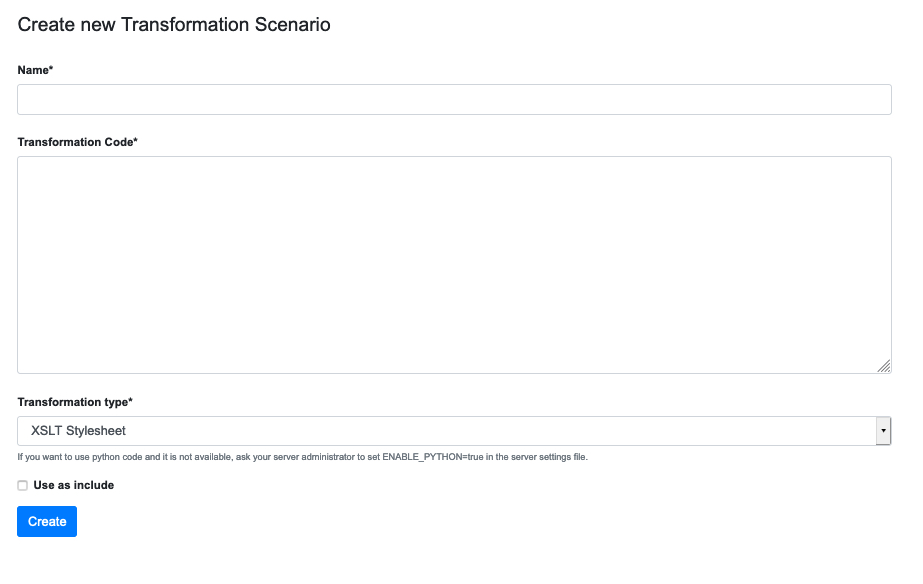 Create new Transformation Scenario
Name*
Transformation Code*
Transformation type*
XSLT Stylesheet
If you want to use python code and it is not available, ask your server administrator to set ENABLE_PYTHON=true in the server settings file.
Use as include
Create